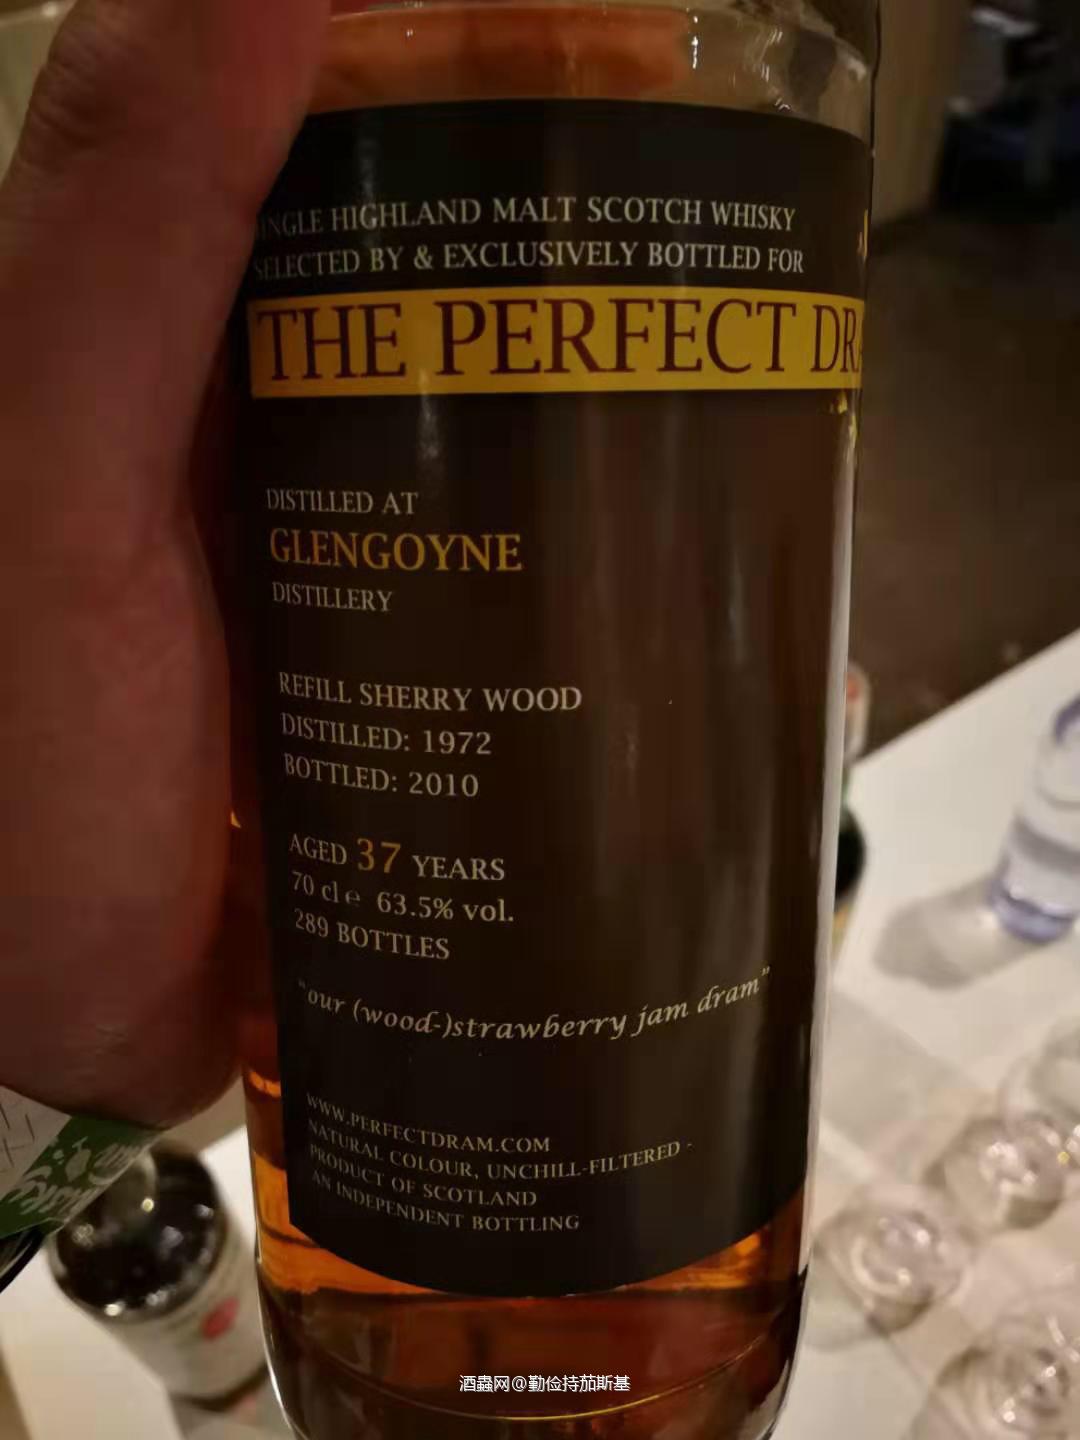 INGLE HIGHLAND MALT SCOTCH WHISKY
SELECTED BY & EXCLUSIVELY BOTTLED FOR
THE PERFECT DRA
DISTILLED AT
GLENGOYNE
DISTILLERY
REFILL SHERRY WOOD
DISTILLED: 1972
BOTTLED: 2010
AGED 37 YEARS
70 cl ℮ 63.5% vol.
289 BOTTLES
"our (wood-)strawberry jam dram"
WWW.PERFECTDRAM.COM
NATURAL COLOUR, UNCHILL-FILTERED -
PRODUCT OF SCOTLAND
AN INDEPENDENT BOTTLING
酒蟲网@勤俭持茄斯基